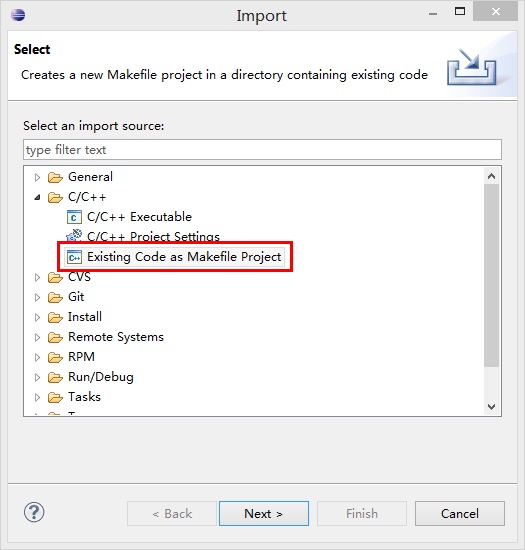 Import
Select
Creates a new Makefile project in a directory containing existing code
Select an import source:
type filter text
General
C/C++
C/C++ Executable
C/C++ Project Settings
Existing Code as Makefile Project
CVS
Git
Install
Remote Systems
RPM
Run/Debug
Tasks
< Back
Next >
Finish
Cancel